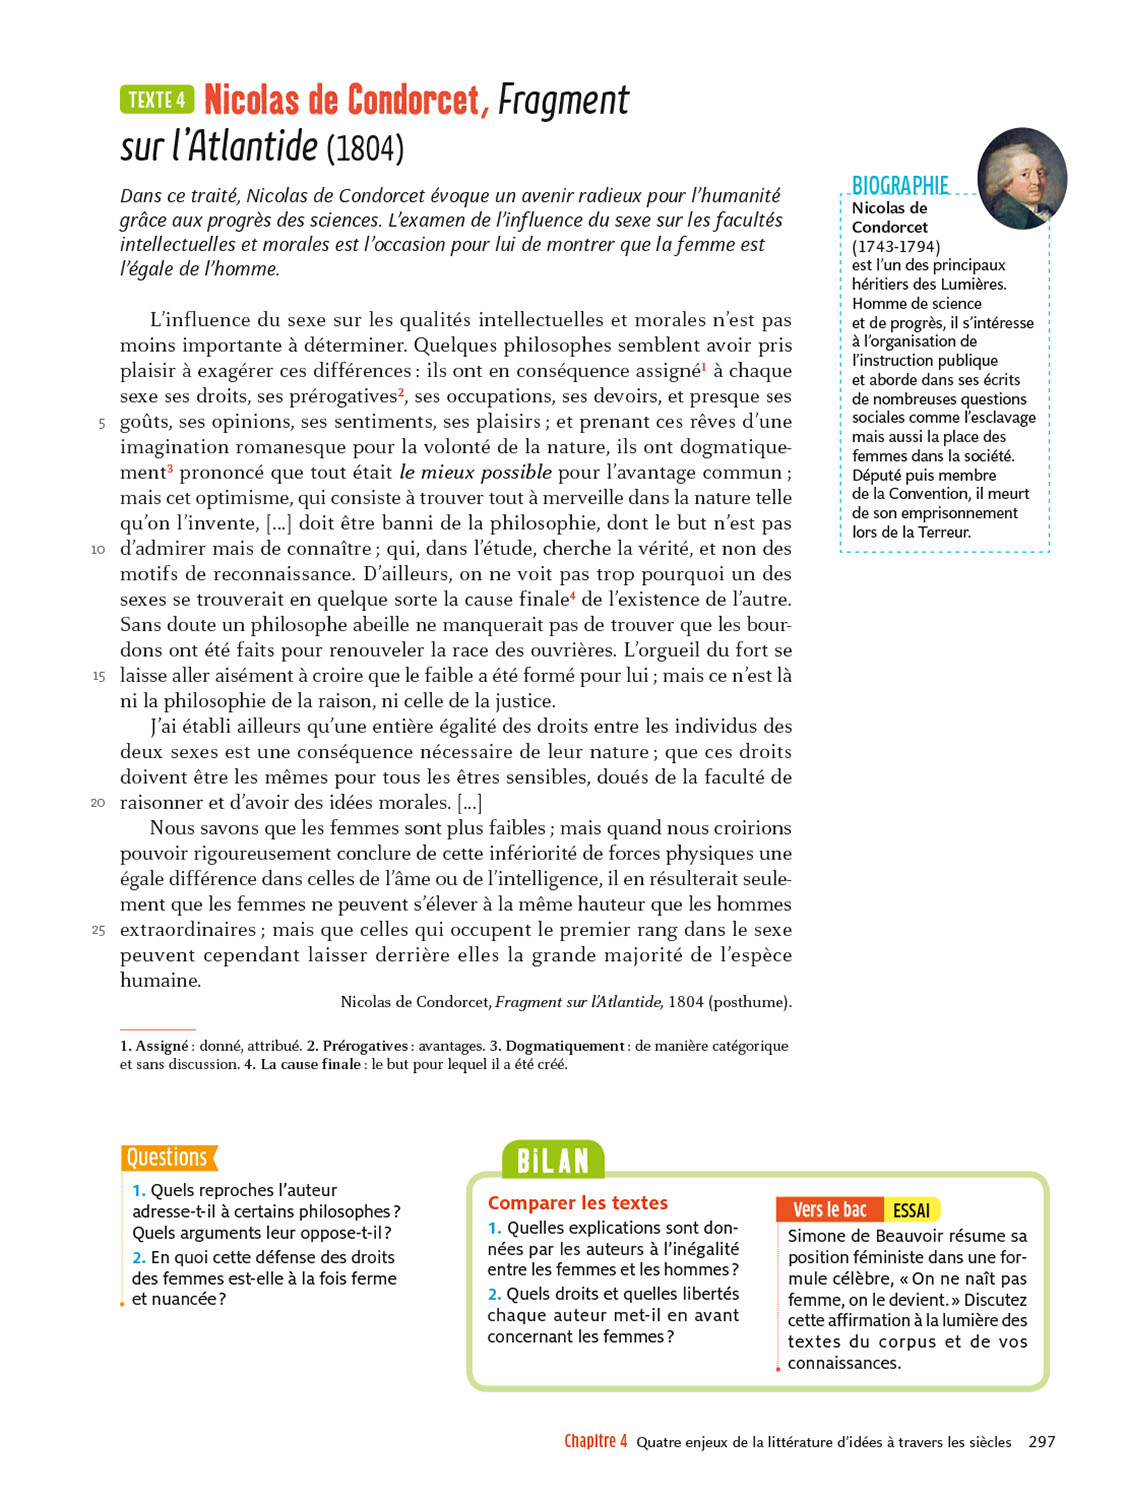 TEXTE 4 Nicolas de Condorcet, Fragment
sur l'Atlantide (1804)
Dans ce traité, Nicolas de Condorcet évoque un avenir radieux pour l'humanité
grâce aux progrès des sciences. L'examen de l'influence du sexe sur les facultés
intellectuelles et morales est l'occasion pour lui de montrer que la femme est
l'égale de l'homme.
L'influence du sexe sur les qualités intellectuelles et morales n'est pas
moins importante à déterminer. Quelques philosophes semblent avoir pris
plaisir à exagérer ces différences : ils ont en conséquence assigné1 à chaque
sexe ses droits, ses prérogatives2, ses occupations, ses devoirs, et presque ses
5 goûts, ses opinions, ses sentiments, ses plaisirs ; et prenant ces rêves d'une
imagination romanesque pour la volonté de la nature, ils ont dogmatique-
ment3 prononcé que tout était le mieux possible pour l'avantage commun ;
mais cet optimisme, qui consiste à trouver tout à merveille dans la nature telle
qu'on l'invente, [...] doit être banni de la philosophie, dont le but n'est pas
10 d'admirer mais de connaître ; qui, dans l'étude, cherche la vérité, et non des
motifs de reconnaissance. D'ailleurs, on ne voit pas trop pourquoi un des
sexes se trouverait en quelque sorte la cause finale4 de l'existence de l'autre.
Sans doute un philosophe abeille ne manquerait pas de trouver que les bour-
dons ont été faits pour renouveler la race des ouvrières. L'orgueil du fort se
15 laisse aller aisément à croire que le faible a été formé pour lui ; mais ce n'est là
ni la philosophie de la raison, ni celle de la justice.
J'ai établi ailleurs qu'une entière égalité des droits entre les individus des
deux sexes est une conséquence nécessaire de leur nature ; que ces droits
doivent être les mêmes pour tous les êtres sensibles, doués de la faculté de
20 raisonner et d'avoir des idées morales. [...]
Nous savons que les femmes sont plus faibles ; mais quand nous croirions
pouvoir rigoureusement conclure de cette infériorité de forces physiques une
égale différence dans celles de l'âme ou de l'intelligence, il en résulterait seule-
ment que les femmes ne peuvent s'élever à la même hauteur que les hommes
25 extraordinaires ; mais que celles qui occupent le premier rang dans le sexe
peuvent cependant laisser derrière elles la grande majorité de l'espèce
humaine.
Nicolas de Condorcet, Fragment sur l'Atlantide, 1804 (posthume).
1. Assigné : donné, attribué. 2. Prérogatives : avantages. 3. Dogmatiquement : de manière catégorique
et sans discussion. 4. La cause finale : le but pour lequel il a été créé.
BIOGRAPHIE
Nicolas de
Condorcet
(1743-1794)
est l'un des principaux
héritiers des Lumières.
Homme de science
et de progrès, il s'intéresse
à l'organisation de
l'instruction publique
et aborde dans ses écrits
de nombreuses questions
sociales comme l'esclavage
mais aussi la place des
femmes dans la société.
Député puis membre
de la Convention, il meurt
de son emprisonnement
lors de la Terreur.
Questions
1. Quels reproches l'auteur
adresse-t-il à certains philosophes ?
Quels arguments leur oppose-t-il ?
2. En quoi cette défense des droits
des femmes est-elle à la fois ferme
et nuancée ?
BiLAN
Comparer les textes
1. Quelles explications sont don-
nées par les auteurs à l'inégalité
entre les femmes et les hommes ?
2. Quels droits et quelles libertés
chaque auteur met-il en avant
concernant les femmes ?
Vers le bac ESSAI
Simone de Beauvoir résume sa
position féministe dans une for-
mule célèbre, « On ne naît pas
femme, on le devient. » Discutez
cette affirmation à la lumière des
textes du corpus et de vos
connaissances.
Chapitre 4 Quatre enjeux de la littérature d'idées à travers les siècles 297